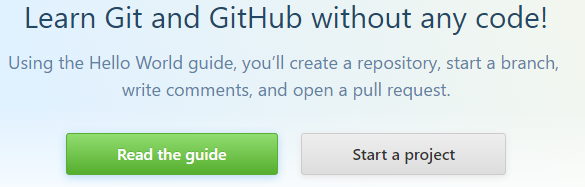 Learn Git and GitHub without any code!
Using the Hello World guide, you’ll create a repository, start a branch,
write comments, and open a pull request.
Read the guide
Start a project